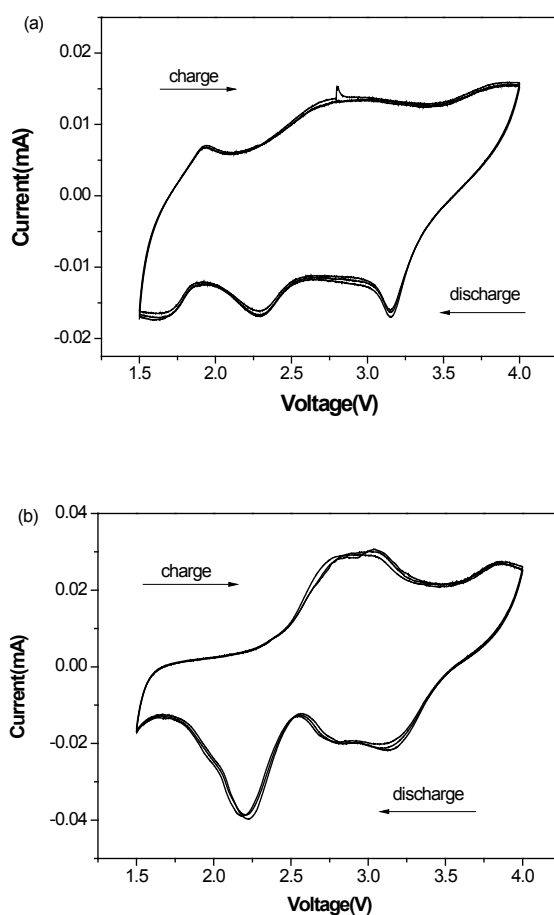 (a)
0.02
charge
0.01
0.00
-0.01
discharge
-0.02
1.5 2.0 2.5 3.0 3.5 4.0
Current(mA)
Voltage(V)
(b)
0.04
charge
0.02
0.00
-0.02
discharge
-0.04
1.5 2.0 2.5 3.0 3.5 4.0
Current(mA)
Voltage(V)